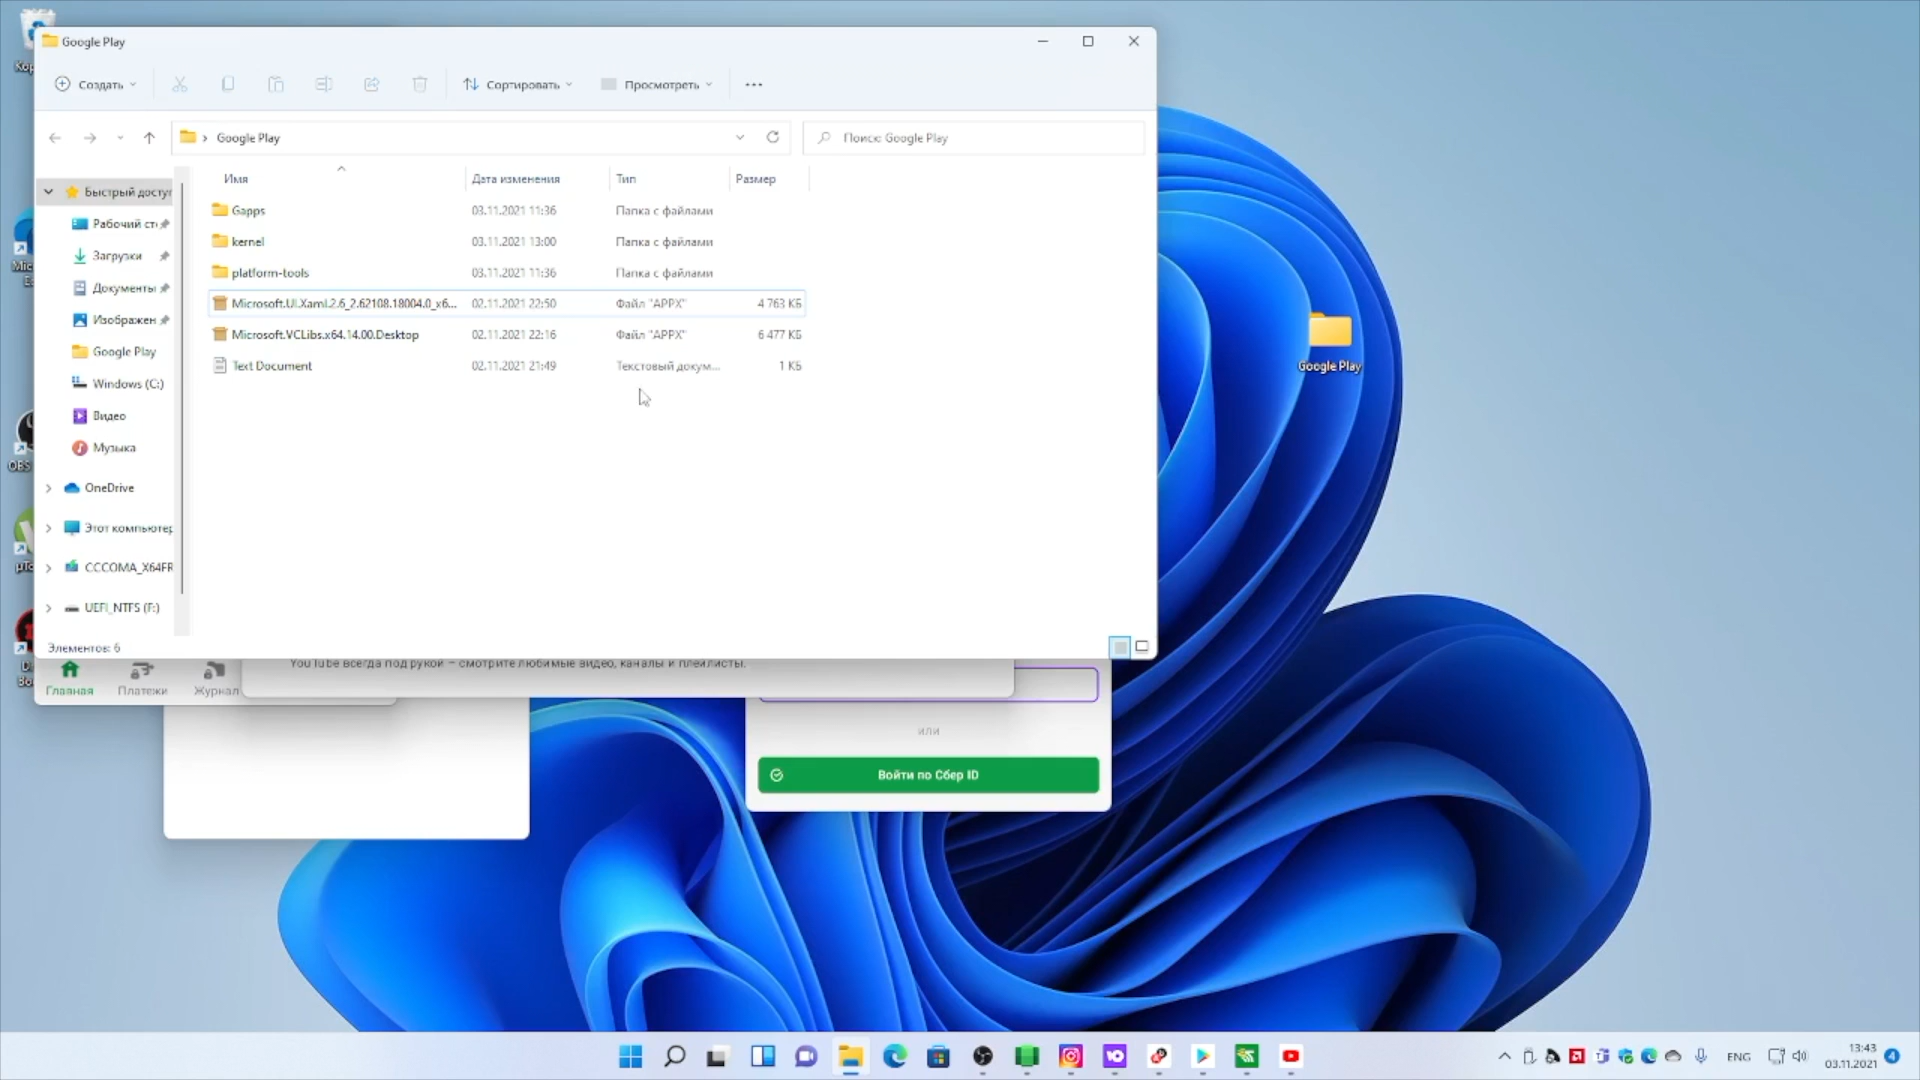 Google Play
Создать
Сортировать
Просмотреть
Google Play
Поиск: Google Play
Имя
Дата изменения
Тип
Размер
Быстрый доступ
Рабочий сто
Загрузки
Документы
Изображен
Google Play
Windows (C:)
Видео
Музыка
OneDrive
Этот компьютер
CCCOMA_X64FR
UEFI_NTFS (F:)
Gapps 03.11.2021 11:36 Папка с файлами
kernel 03.11.2021 13:00 Папка с файлами
platform-tools 03.11.2021 11:36 Папка с файлами
Microsoft.UI.Xaml.2.6_2.62108.18004.0_x6... 02.11.2021 22:50 Файл "APPX" 4 763 КБ
Microsoft.VCLibs.x64.14.00.Desktop 02.11.2021 22:16 Файл "APPX" 6 477 КБ
Text Document 02.11.2021 21:49 Текстовый докум... 1 КБ
Элементов: 6
Google Play
YouTube всегда под рукой – смотрите любимые видео, каналы и плейлисты.
Главная
Платежи
Журнал
или
Войти по Сбер ID
ENG
13:43
03.11.2021
4